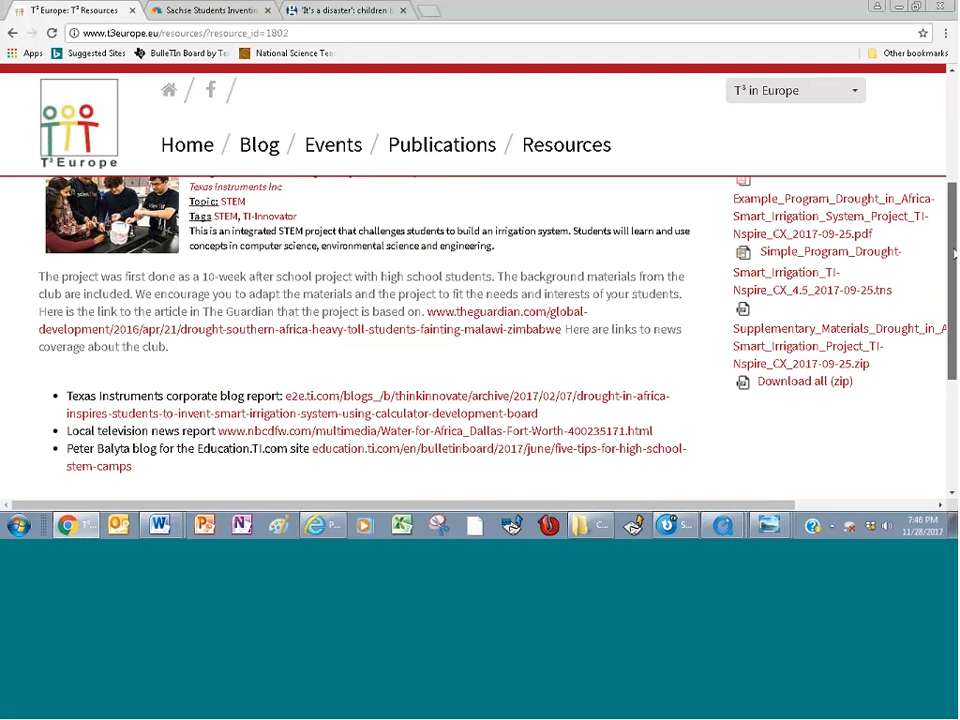 T³ Europe: T³ Resources
Sachse Students Inventin
"It's a disaster': children b
www.t3europe.eu/resources/?resource_id=1802
Apps
Suggested Sites
BulleTIn Board by Te
National Science Tea
Other bookmarks
T³ in Europe
T³Europe
Home / Blog / Events / Publications / Resources
Texas Instruments Inc
Topic: STEM
Tags STEM, TI-Innovator
This is an integrated STEM project that challenges students to build an irrigation system. Students will learn and use
concepts in computer science, environmental science and engineering.
The project was first done as a 10-week after school project with high school students. The background materials from the
club are included. We encourage you to adapt the materials and the project to fit the needs and interests of your students.
Here is the link to the article in The Guardian that the project is based on. www.theguardian.com/global-
development/2016/apr/21/drought-southern-africa-heavy-toll-students-fainting-malawi-zimbabwe Here are links to news
coverage about the club.
Texas Instruments corporate blog report: e2e.ti.com/blogs_/b/thinkinnovate/archive/2017/02/07/drought-in-africa-
inspires-students-to-invent-smart-irrigation-system-using-calculator-development-board
Local television news report www.nbcdfw.com/multimedia/Water-for-Africa_Dallas-Fort-Worth-400235171.html
Peter Balyta blog for the Education.TI.com site education.ti.com/en/bulletinboard/2017/june/five-tips-for-high-school-
stem-camps
Example_Program_Drought_in_Africa-
Smart_Irrigation_System_Project_TI-
Nspire_CX_2017-09-25.pdf
Simple_Program_Drought-
Smart_Irrigation_TI-
Nspire_CX_4.5_2017-09-25.tns
Supplementary_Materials_Drought_in_A
Smart_Irrigation_Project_TI-
Nspire_CX_2017-09-25.zip
Download all (zip)
T³ ...
P...
C...
S...
7:46 PM
11/28/2017